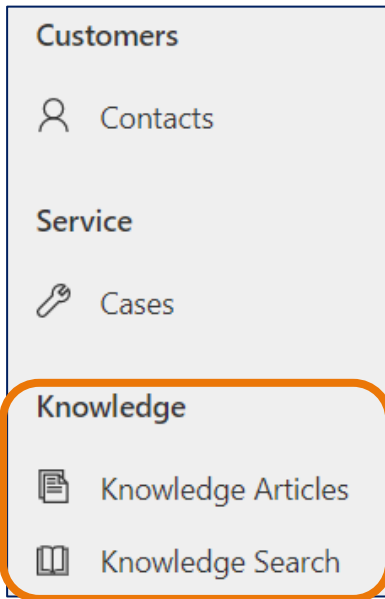 Customers
Contacts
Service
Cases
Knowledge
Knowledge Articles
Knowledge Search